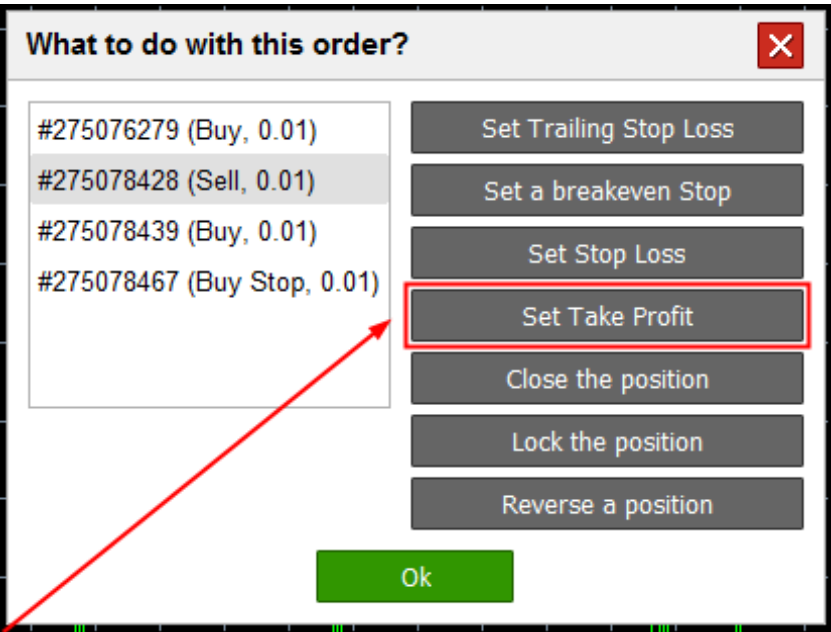 What to do with this order?
#275076279 (Buy, 0.01)
#275078428 (Sell, 0.01)
#275078439 (Buy, 0.01)
#275078467 (Buy Stop, 0.01)
Set Trailing Stop Loss
Set a breakeven Stop
Set Stop Loss
Set Take Profit
Close the position
Lock the position
Reverse a position
Ok